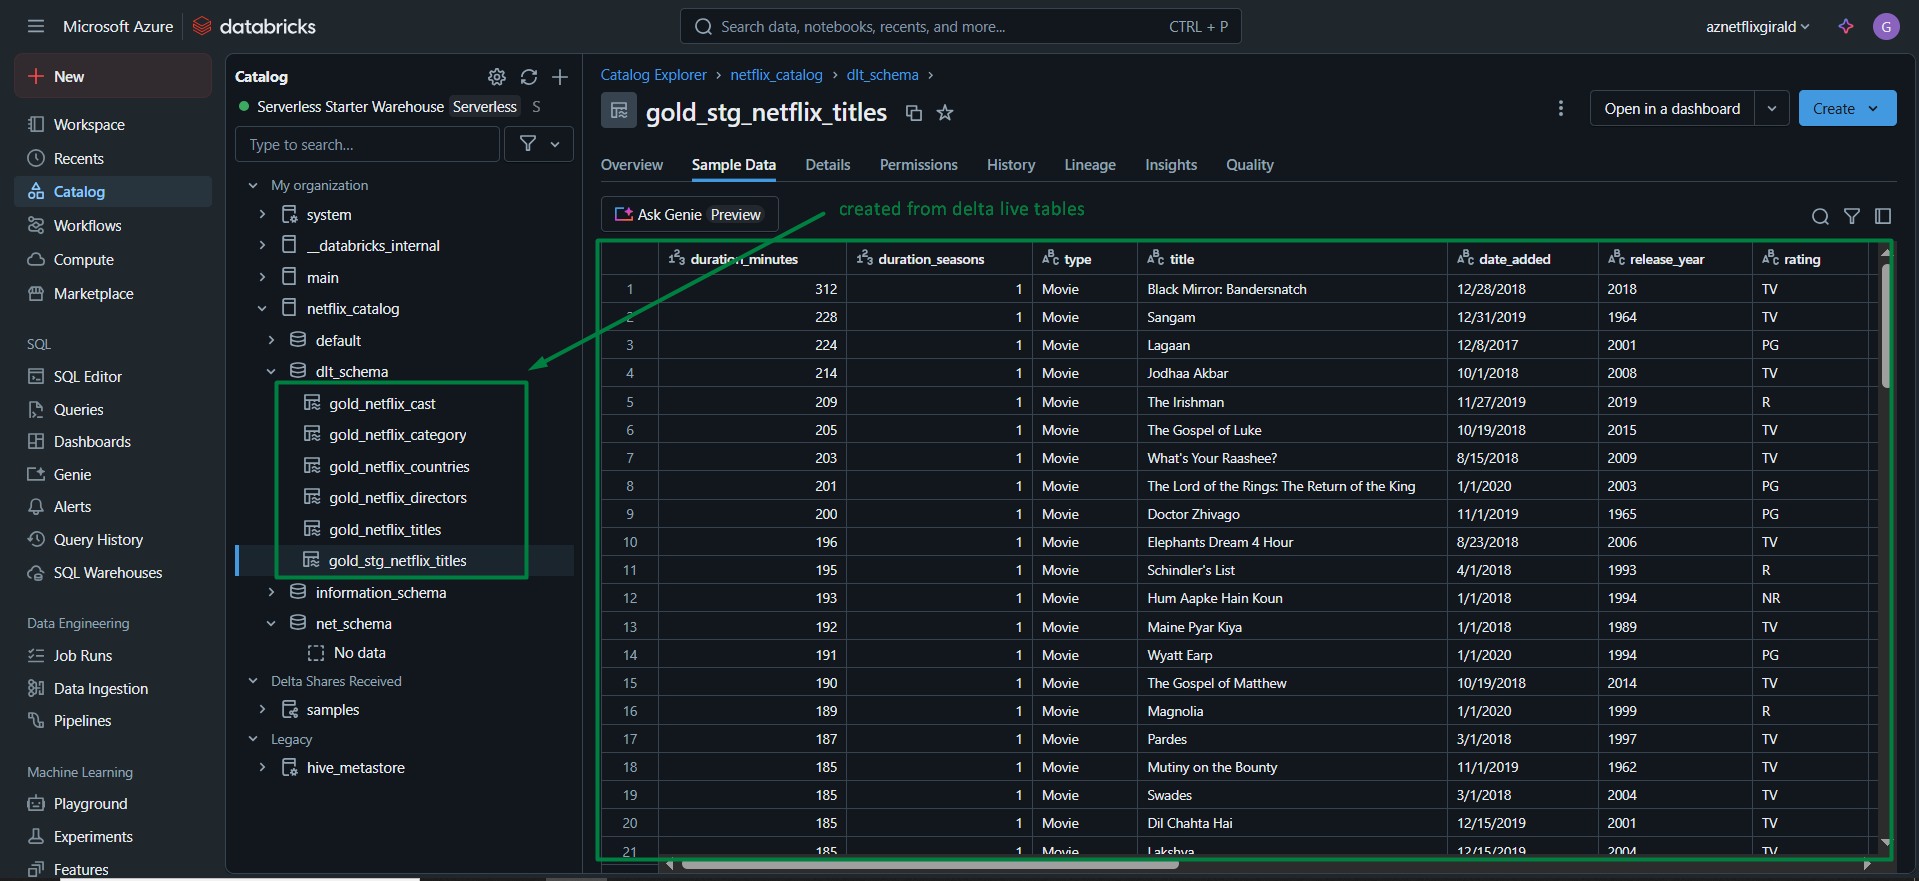 Microsoft Azure databricks
Search data, notebooks, recents, and more... CTRL + P
aznetflixgirald G
New
Workspace
Recents
Catalog
Workflows
Compute
Marketplace
SQL
SQL Editor
Queries
Dashboards
Genie
Alerts
Query History
SQL Warehouses
Data Engineering
Job Runs
Data Ingestion
Pipelines
Machine Learning
Playground
Experiments
Features
Catalog
Serverless Starter Warehouse Serverless S
Type to search...
My organization
system
__databricks_internal
main
netflix_catalog
default
dlt_schema
gold_netflix_cast
gold_netflix_category
gold_netflix_countries
gold_netflix_directors
gold_netflix_titles
gold_stg_netflix_titles
information_schema
net_schema
No data
Delta Shares Received
samples
Legacy
hive_metastore
Catalog Explorer > netflix_catalog > dlt_schema >
gold_stg_netflix_titles
Open in a dashboard Create
Overview Sample Data Details Permissions History Lineage Insights Quality
Ask Genie Preview
created from delta live tables
duration_minutes duration_seasons type title date_added release_year rating
1 312 1 Movie Black Mirror: Bandersnatch 12/28/2018 2018 TV
2 228 1 Movie Sangam 12/31/2019 1964 TV
3 224 1 Movie Lagaan 12/8/2017 2001 PG
4 214 1 Movie Jodhaa Akbar 10/1/2018 2008 TV
5 209 1 Movie The Irishman 11/27/2019 2019 R
6 205 1 Movie The Gospel of Luke 10/19/2018 2015 TV
7 203 1 Movie What's Your Raashee? 8/15/2018 2009 TV
8 201 1 Movie The Lord of the Rings: The Return of the King 1/1/2020 2003 PG
9 200 1 Movie Doctor Zhivago 11/1/2019 1965 PG
10 196 1 Movie Elephants Dream 4 Hour 8/23/2018 2006 TV
11 195 1 Movie Schindler's List 4/1/2018 1993 R
12 193 1 Movie Hum Aapke Hain Koun 1/1/2018 1994 NR
13 192 1 Movie Maine Pyar Kiya 1/1/2018 1989 TV
14 191 1 Movie Wyatt Earp 1/1/2020 1994 PG
15 190 1 Movie The Gospel of Matthew 10/19/2018 2014 TV
16 189 1 Movie Magnolia 1/1/2020 1999 R
17 187 1 Movie Pardes 3/1/2018 1997 TV
18 185 1 Movie Mutiny on the Bounty 11/1/2019 1962 TV
19 185 1 Movie Swades 3/1/2018 2004 TV
20 185 1 Movie Dil Chahta Hai 12/15/2019 2001 TV
21 185 1 Movie Lakshya 12/15/2019 2004 TV